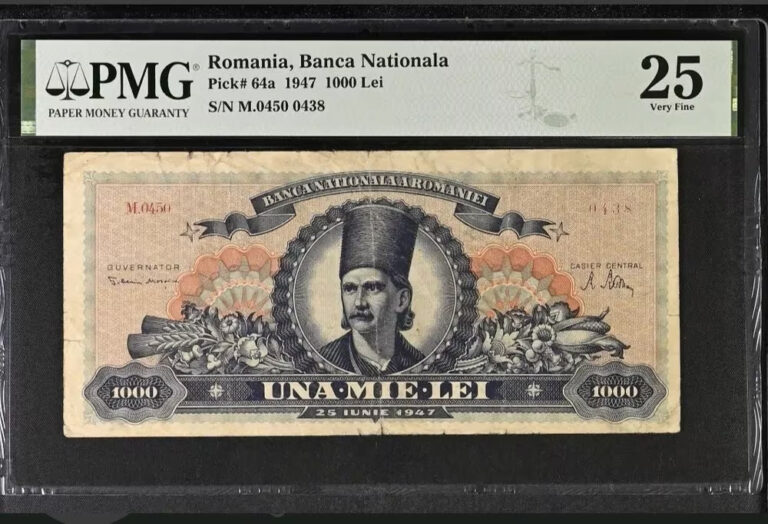 PMG®
PAPER MONEY GUARANTY
Romania, Banca Nationala
Pick# 64a 1947 1000 Lei
S/N M.0450 0438
25
Very Fine
BANCA NATIONALA A ROMANIEI
M.0450
0438
GUVERNATOR
CASIER CENTRAL
1000
UNA·MIE·LEI
1000
25 IUNIE 1947